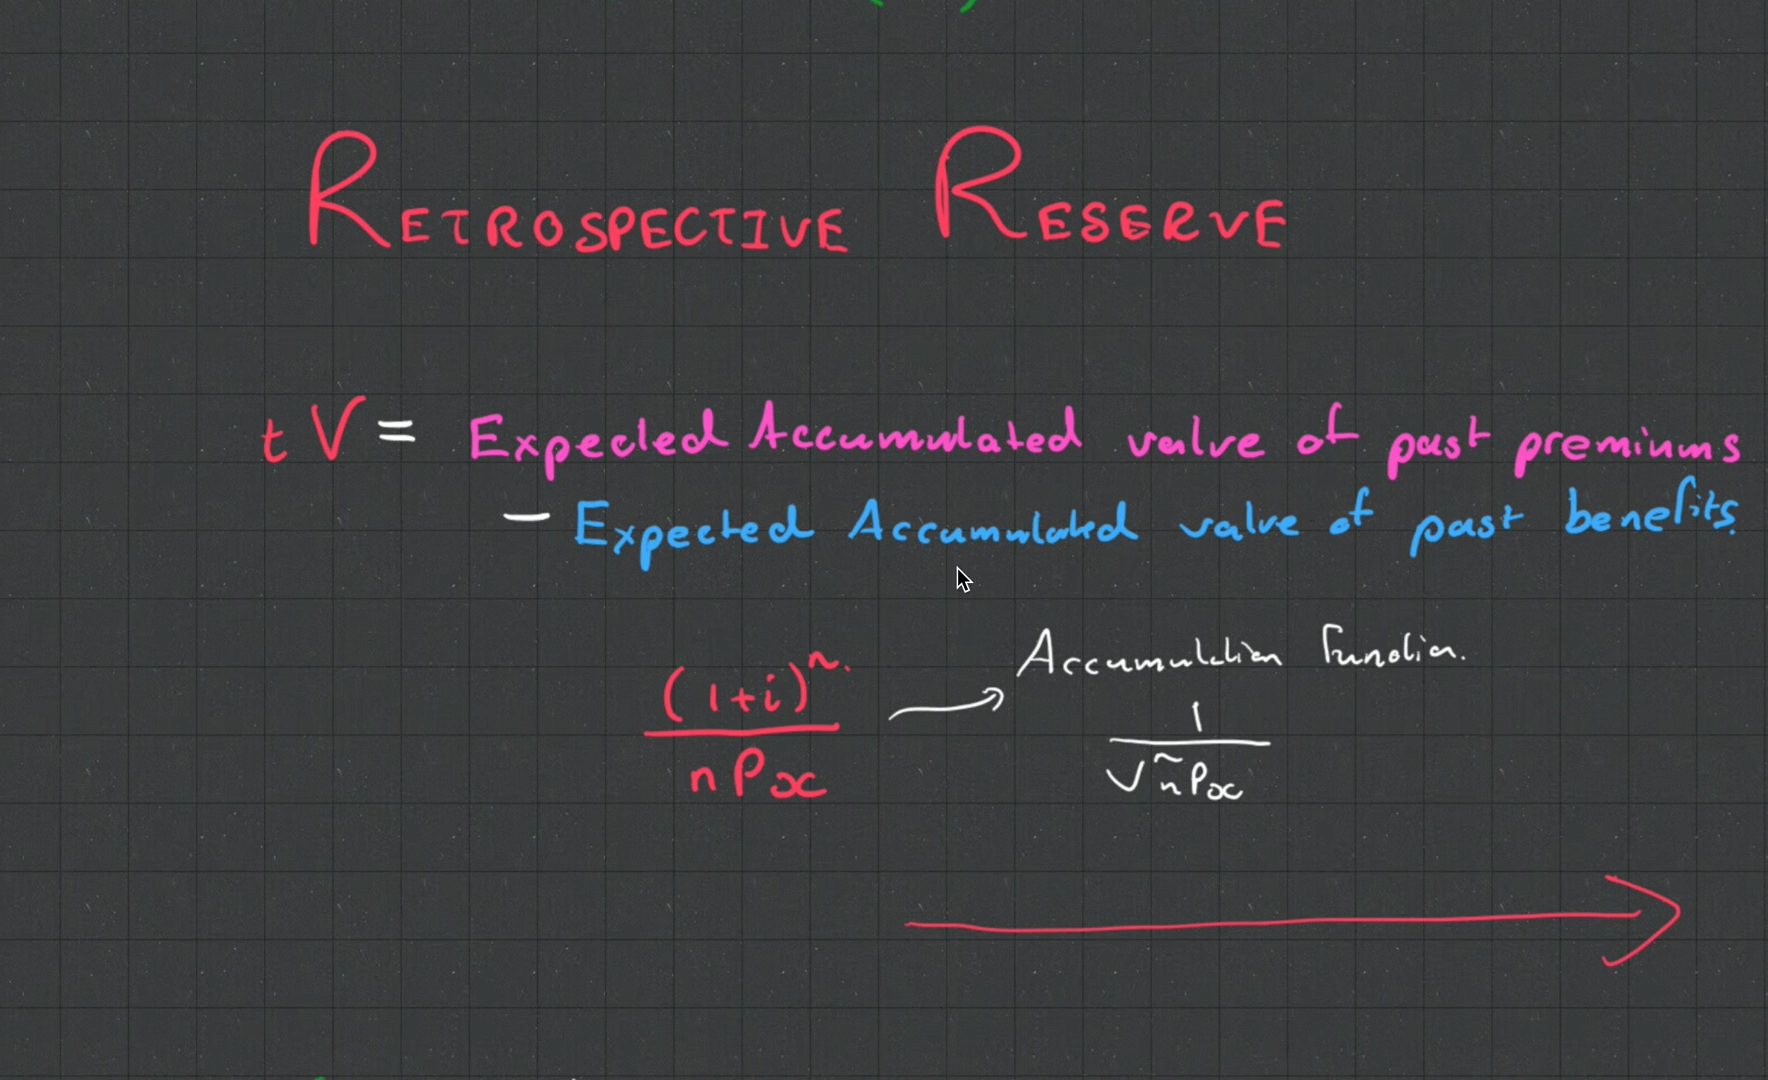 RETROSPECTIVE RESERVE
tV = Expected Accumulated value of past premiums
− Expected Accumulated value of past benefits.
(1+i)^n. / nPx → Accumulation function.
1 / v^n nPx